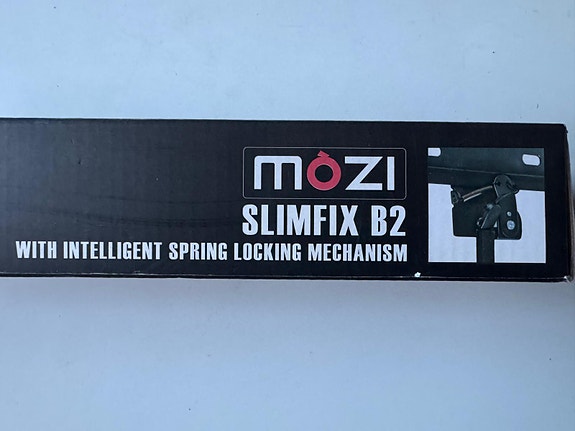 mozi
SLIMFIX B2
WITH INTELLIGENT SPRING LOCKING MECHANISM